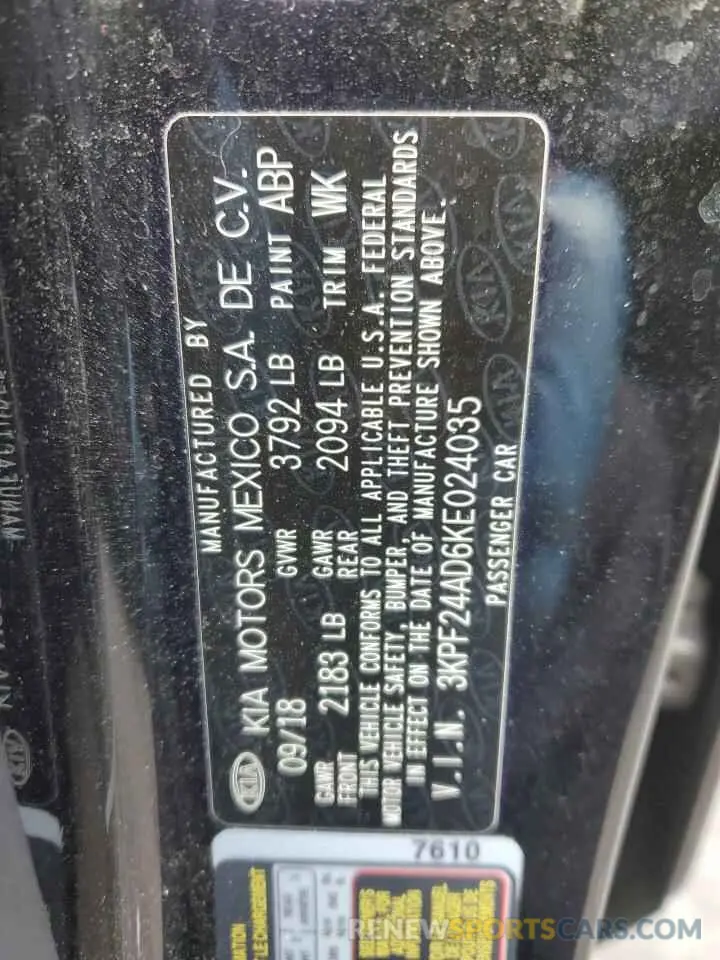 MANUFACTURED BY
KIA KIA MOTORS MEXICO S.A. DE C.V.
09/18 GVWR 3792 LB PAINT ABP
GAWR FRONT 2183 LB GAWR REAR 2094 LB TRIM WK
THIS VEHICLE CONFORMS TO ALL APPLICABLE U.S.A. FEDERAL
MOTOR VEHICLE SAFETY, BUMPER, AND THEFT PREVENTION STANDARDS
IN EFFECT ON THE DATE OF MANUFACTURE SHOWN ABOVE.
V.I.N. 3KPF24AD6KE024035
PASSENGER CAR
7610
RENEWSPORTSCARS.COM